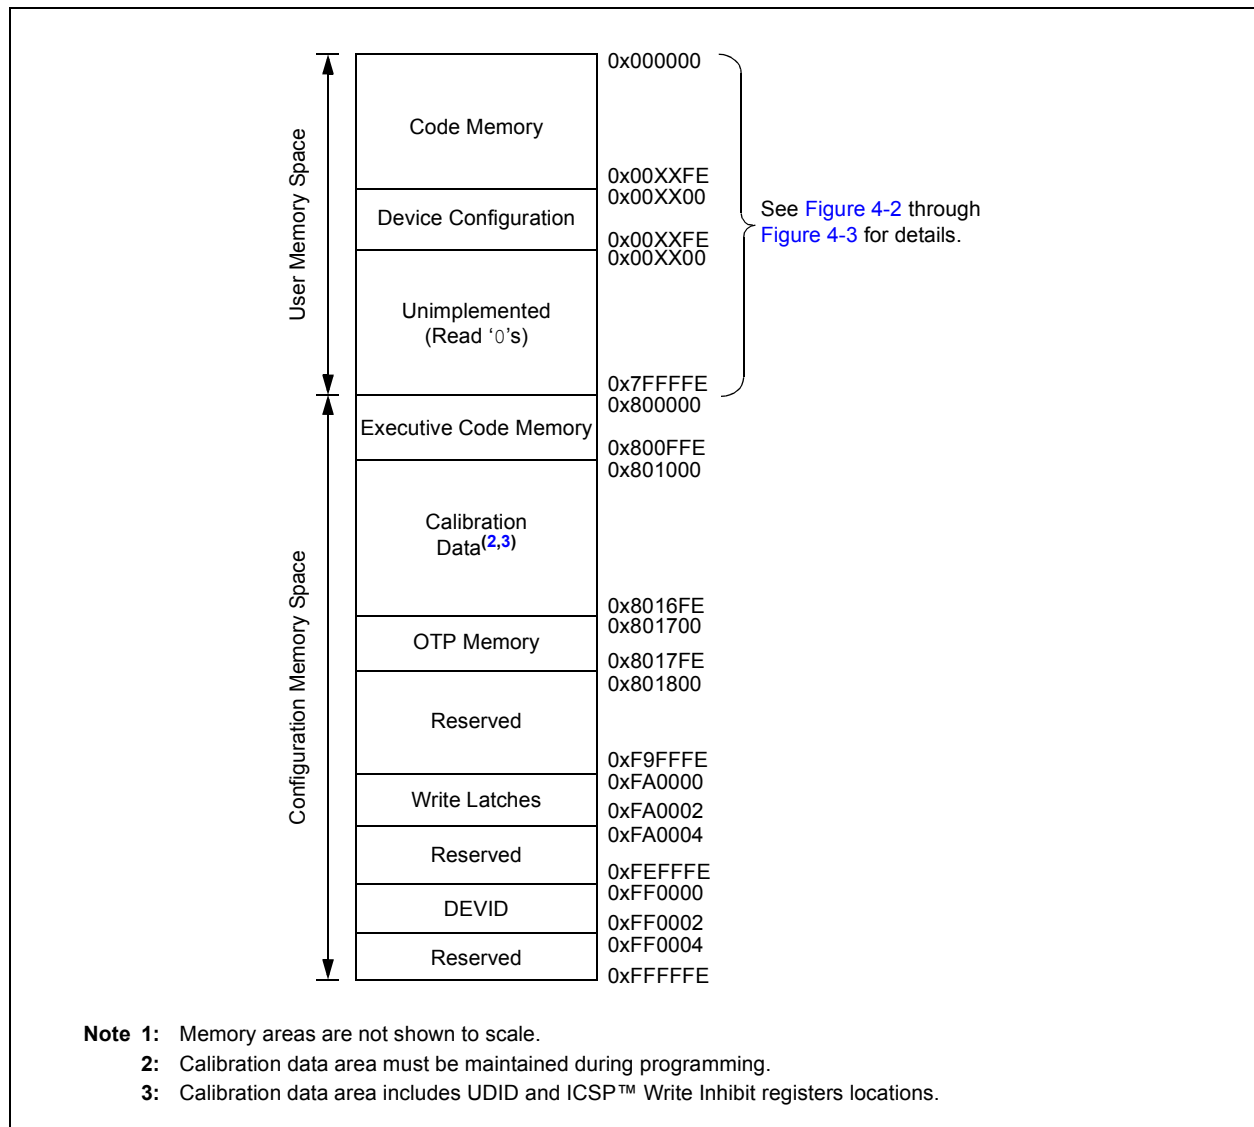 0x000000
Code Memory
0x00XXFE
0x00XX00
Device Configuration
0x00XXFE
0x00XX00
Unimplemented
(Read ‘0’s)
0x7FFFFE
User Memory Space
See Figure 4-2 through
Figure 4-3 for details.
0x800000
Executive Code Memory
0x800FFE
0x801000
Calibration
Data(2,3)
0x8016FE
0x801700
OTP Memory
0x8017FE
0x801800
Reserved
0xF9FFFE
0xFA0000
Write Latches
0xFA0002
0xFA0004
Reserved
0xFEFFFE
0xFF0000
DEVID
0xFF0002
0xFF0004
Reserved
0xFFFFFE
Configuration Memory Space
Note 1: Memory areas are not shown to scale.
2: Calibration data area must be maintained during programming.
3: Calibration data area includes UDID and ICSP™ Write Inhibit registers locations.